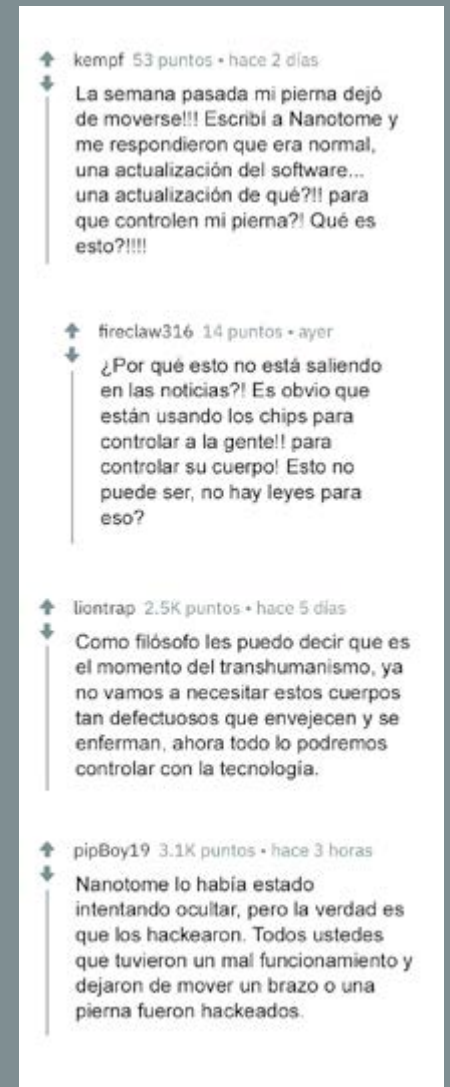 kempf 53 puntos • hace 2 días
La semana pasada mi pierna dejó
de moverse!!! Escribí a Nanotome y
me respondieron que era normal,
una actualización del software...
una actualización de qué?!! para
que controlen mi pierna?! Qué es
esto?!!!!
fireclaw316 14 puntos • ayer
¿Por qué esto no está saliendo
en las noticias?! Es obvio que
están usando los chips para
controlar a la gente!! para
controlar su cuerpo! Esto no
puede ser, no hay leyes para
eso?
liontrap 2.5K puntos • hace 5 días
Como filósofo les puedo decir que es
el momento del transhumanismo, ya
no vamos a necesitar estos cuerpos
tan defectuosos que envejecen y se
enferman, ahora todo lo podremos
controlar con la tecnología.
pipBoy19 3.1K puntos • hace 3 horas
Nanotome lo había estado
intentando ocultar, pero la verdad es
que los hackearon. Todos ustedes
que tuvieron un mal funcionamiento y
dejaron de mover un brazo o una
pierna fueron hackeados.